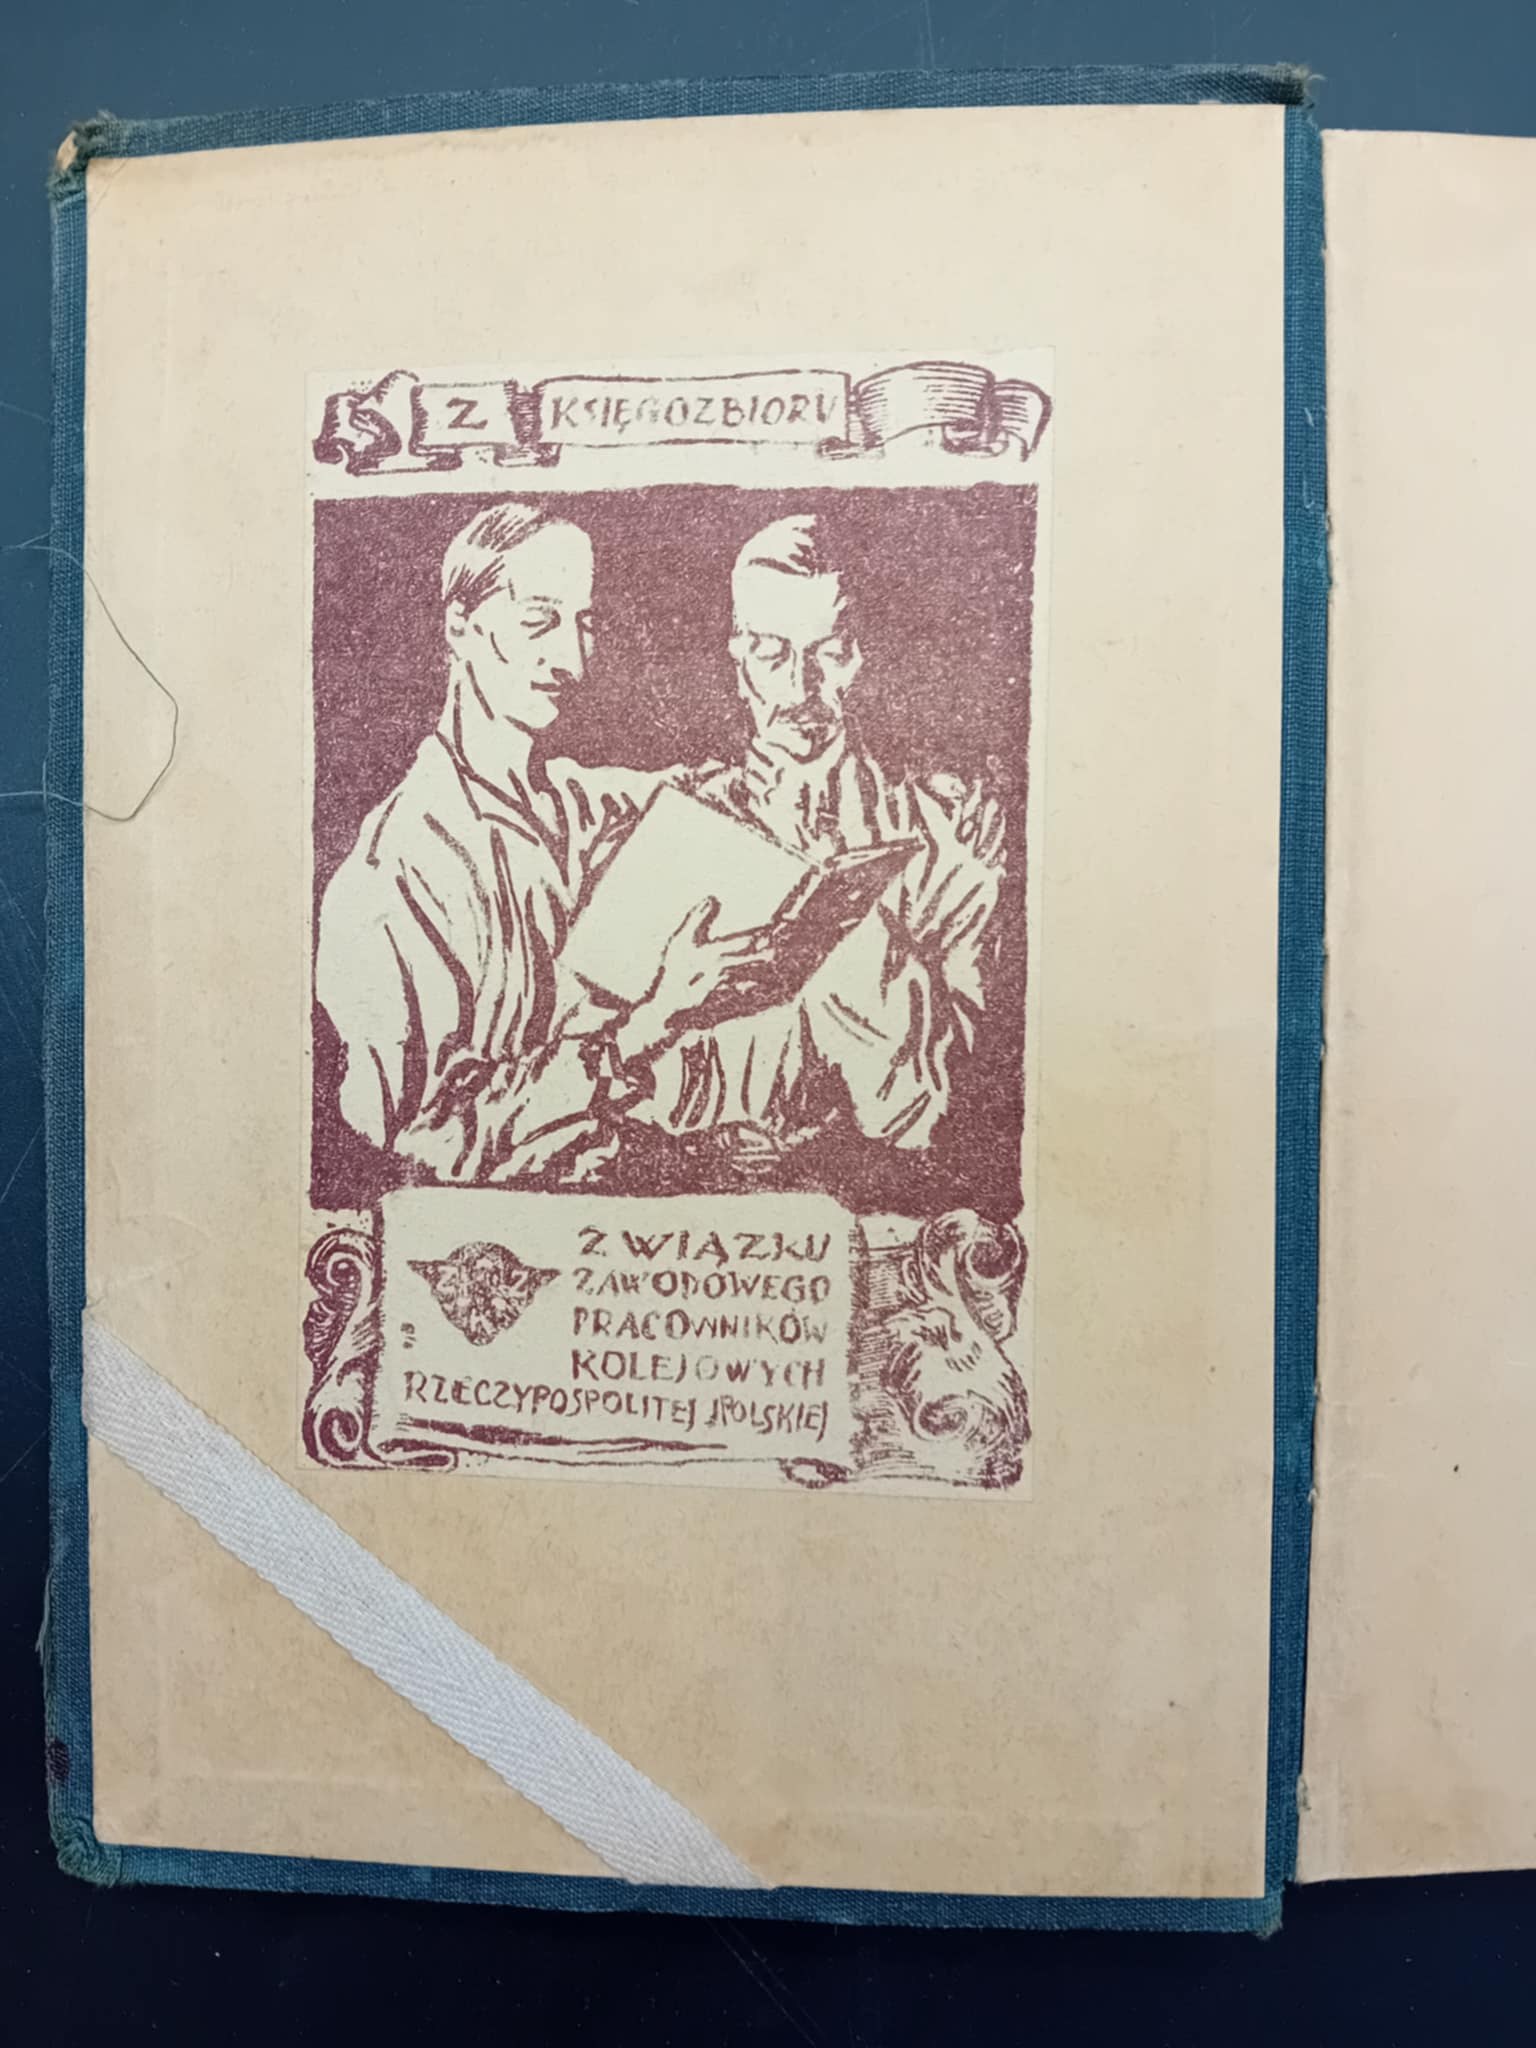 Z KSIĘGOZBIORU
ZWIĄZKU
ZAWODOWEGO
PRACOWNIKÓW
KOLEJOWYCH
RZECZYPOSPOLITEJ POLSKIEJ